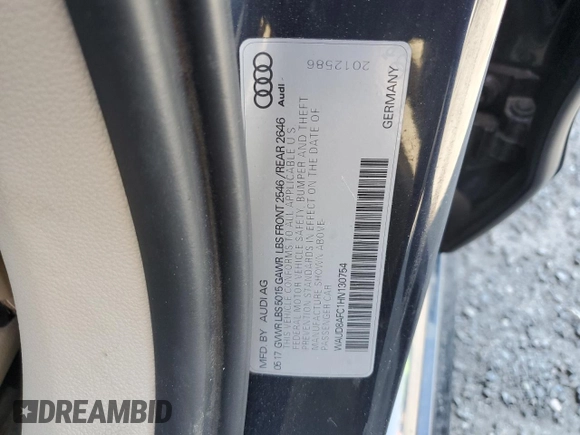 2012586
Audi
GERMANY
MFD. BY AUDI AG
05 17 GVWR LBS 5015 GAWR LBS FRONT 2546 /REAR 2646
THIS VEHICLE CONFORMS TO ALL APPLICABLE U.S.
FEDERAL MOTOR VEHICLE SAFETY, BUMPER AND THEFT
PREVENTION STANDARDS IN EFFECT ON THE DATE OF
MANUFACTURE SHOWN ABOVE-
PASSENGER CAR
WAUD8AFC1HN130754
DREAMBID